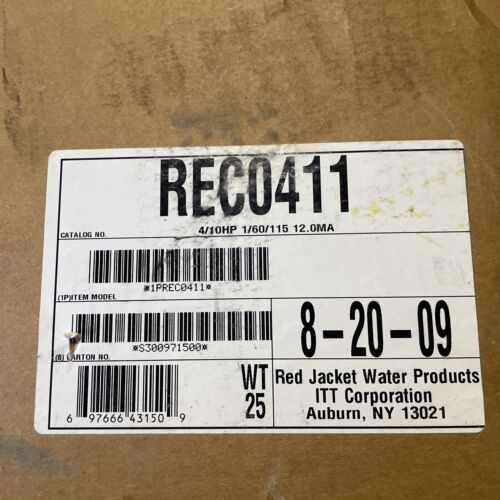 REC0411
4/10HP 1/60/115 12.0MA
CATALOG NO.
*1PREC0411*
(1P)ITEM MODEL
*S300971500*
(S) CARTON NO.
8-20-09
6 97666 43150 9
WT
25
Red Jacket Water Products
ITT Corporation
Auburn, NY 13021